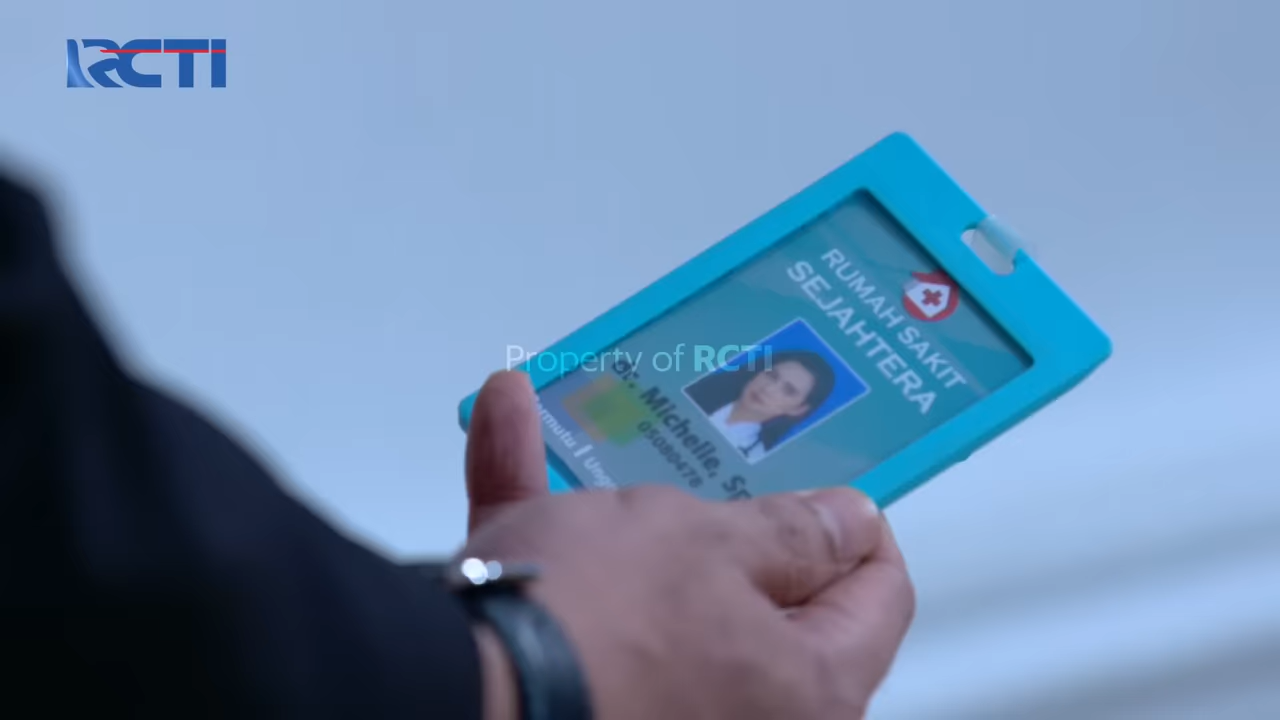 RCTI
RUMAH SAKIT
SEJAHTERA
Property of RCTI
dr. Michelle, Sp
05080478